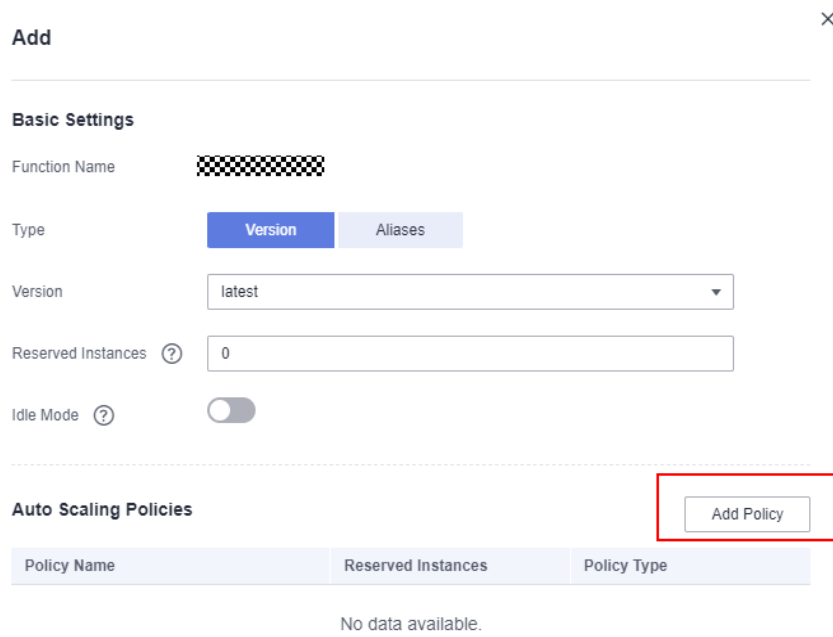 Add
Basic Settings
Function Name
Type Version Aliases
Version latest
Reserved Instances ? 0
Idle Mode ?
Auto Scaling Policies Add Policy
Policy Name Reserved Instances Policy Type
No data available.